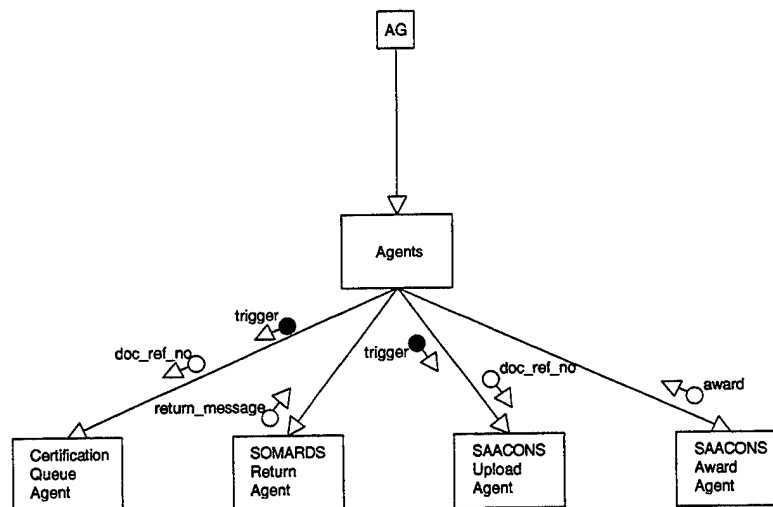 AG
Agents
trigger
trigger
doc_ref_no
doc_ref_no
award
return_message
Certification
Queue
Agent
SOMARDS
Return
Agent
SAACONS
Upload
Agent
SAACONS
Award
Agent